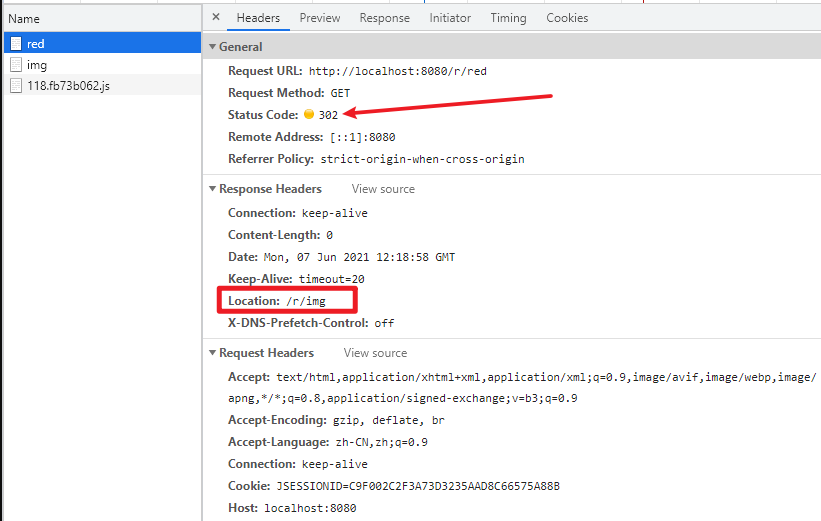 Name
× Headers Preview Response Initiator Timing Cookies
red
img
118.fb73b062.js
General
Request URL: http://localhost:8080/r/red
Request Method: GET
Status Code: 302
Remote Address: [::1]:8080
Referrer Policy: strict-origin-when-cross-origin
Response Headers View source
Connection: keep-alive
Content-Length: 0
Date: Mon, 07 Jun 2021 12:18:58 GMT
Keep-Alive: timeout=20
Location: /r/img
X-DNS-Prefetch-Control: off
Request Headers View source
Accept: text/html,application/xhtml+xml,application/xml;q=0.9,image/avif,image/webp,image/
apng,*/*;q=0.8,application/signed-exchange;v=b3;q=0.9
Accept-Encoding: gzip, deflate, br
Accept-Language: zh-CN,zh;q=0.9
Connection: keep-alive
Cookie: JSESSIONID=C9F002C2F3A73D3235AAD8C66575A88B
Host: localhost:8080